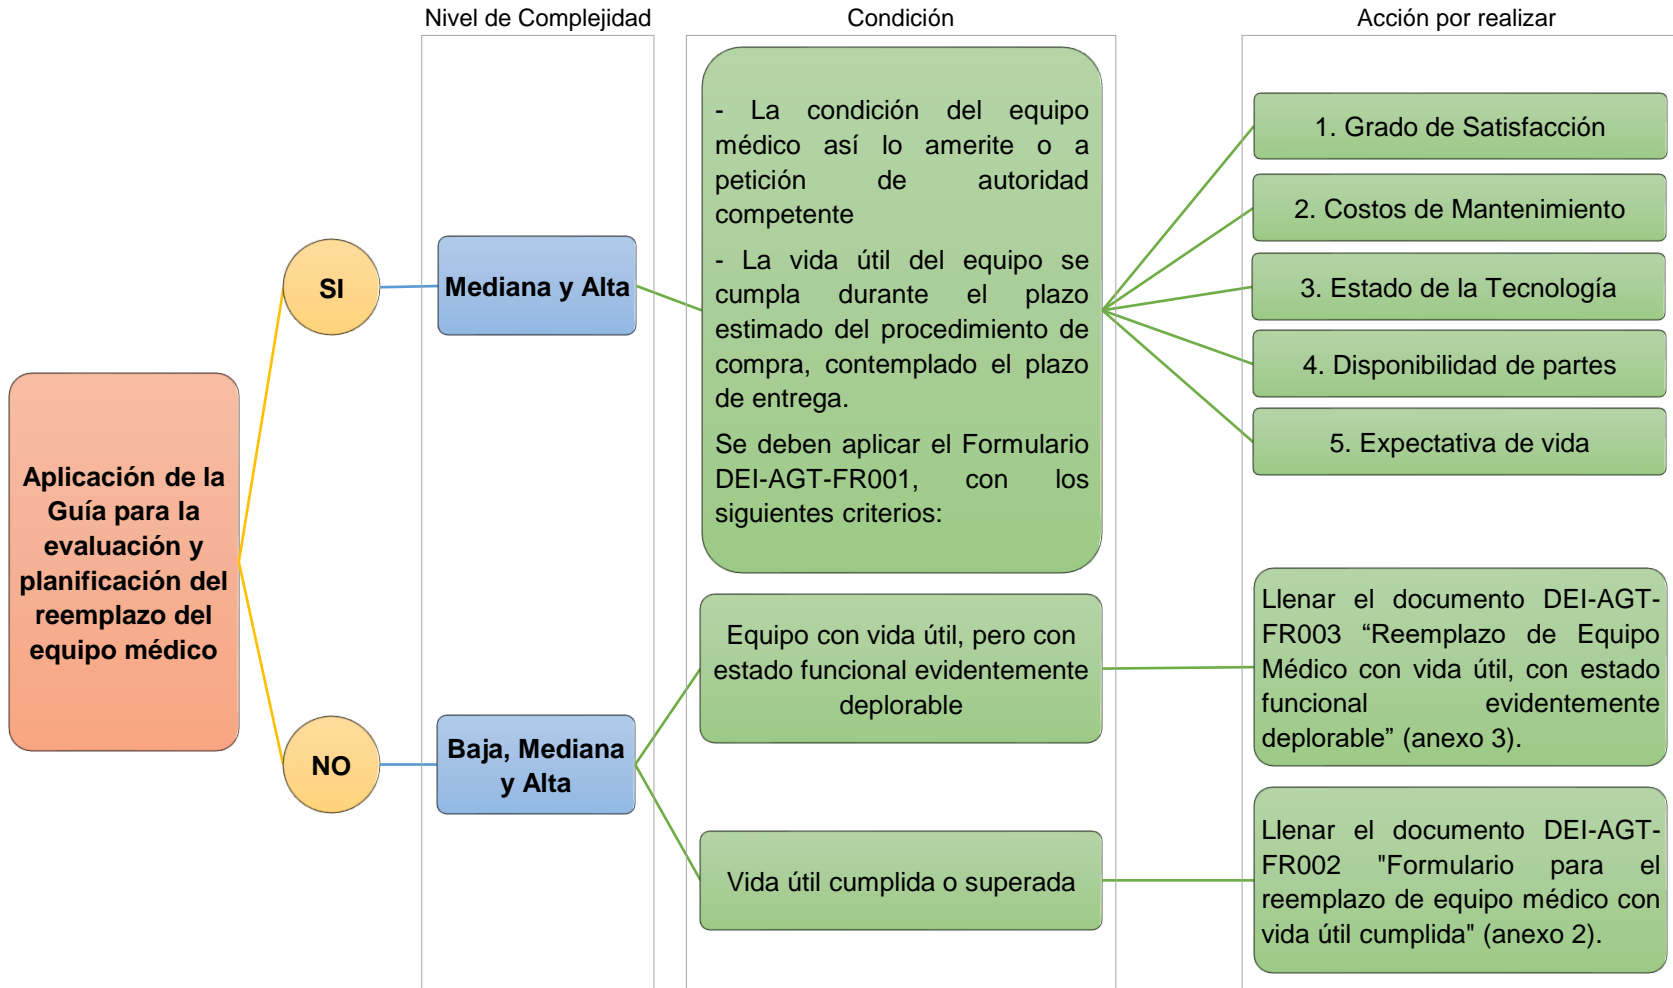 Nivel de Complejidad
Condición
Acción por realizar
Aplicación de la
Guía para la
evaluación y
planificación del
reemplazo del
equipo médico
SI
Mediana y Alta
- La condición del equipo
médico así lo amerite o a
petición de autoridad
competente
- La vida útil del equipo se
cumpla durante el plazo
estimado del procedimiento de
compra, contemplado el plazo
de entrega.
Se deben aplicar el Formulario
DEI-AGT-FR001, con los
siguientes criterios:
1. Grado de Satisfacción
2. Costos de Mantenimiento
3. Estado de la Tecnología
4. Disponibilidad de partes
5. Expectativa de vida
NO
Baja, Mediana
y Alta
Equipo con vida útil, pero con
estado funcional evidentemente
deplorable
Llenar el documento DEI-AGT-
FR003 “Reemplazo de Equipo
Médico con vida útil, con estado
funcional evidentemente
deplorable” (anexo 3).
Vida útil cumplida o superada
Llenar el documento DEI-AGT-
FR002 "Formulario para el
reemplazo de equipo médico con
vida útil cumplida" (anexo 2).